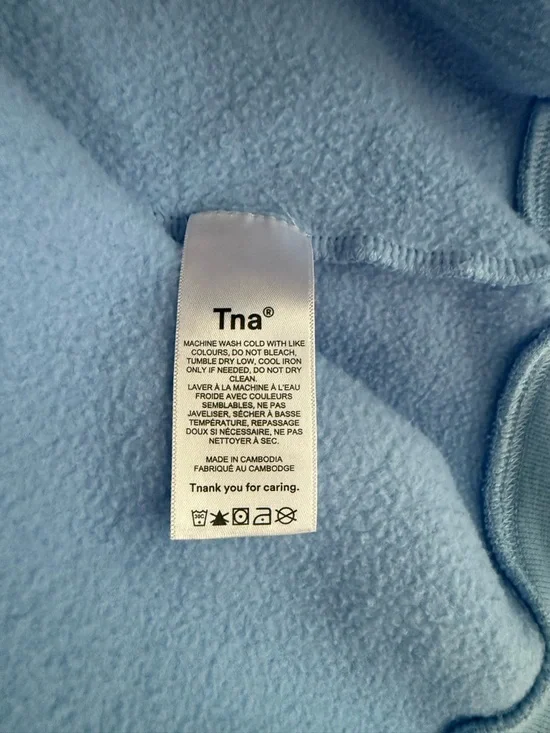 Tna®
MACHINE WASH COLD WITH LIKE
COLOURS, DO NOT BLEACH,
TUMBLE DRY LOW, COOL IRON
ONLY IF NEEDED, DO NOT DRY
CLEAN.
LAVER À LA MACHINE À L'EAU
FROIDE AVEC COULEURS
SEMBLABLES, NE PAS
JAVELISER, SÉCHER À BASSE
TEMPÉRATURE, REPASSAGE
DOUX SI NÉCESSAIRE, NE PAS
NETTOYER À SEC.
MADE IN CAMBODIA
FABRIQUÉ AU CAMBODGE
Tnank you for caring.
30C